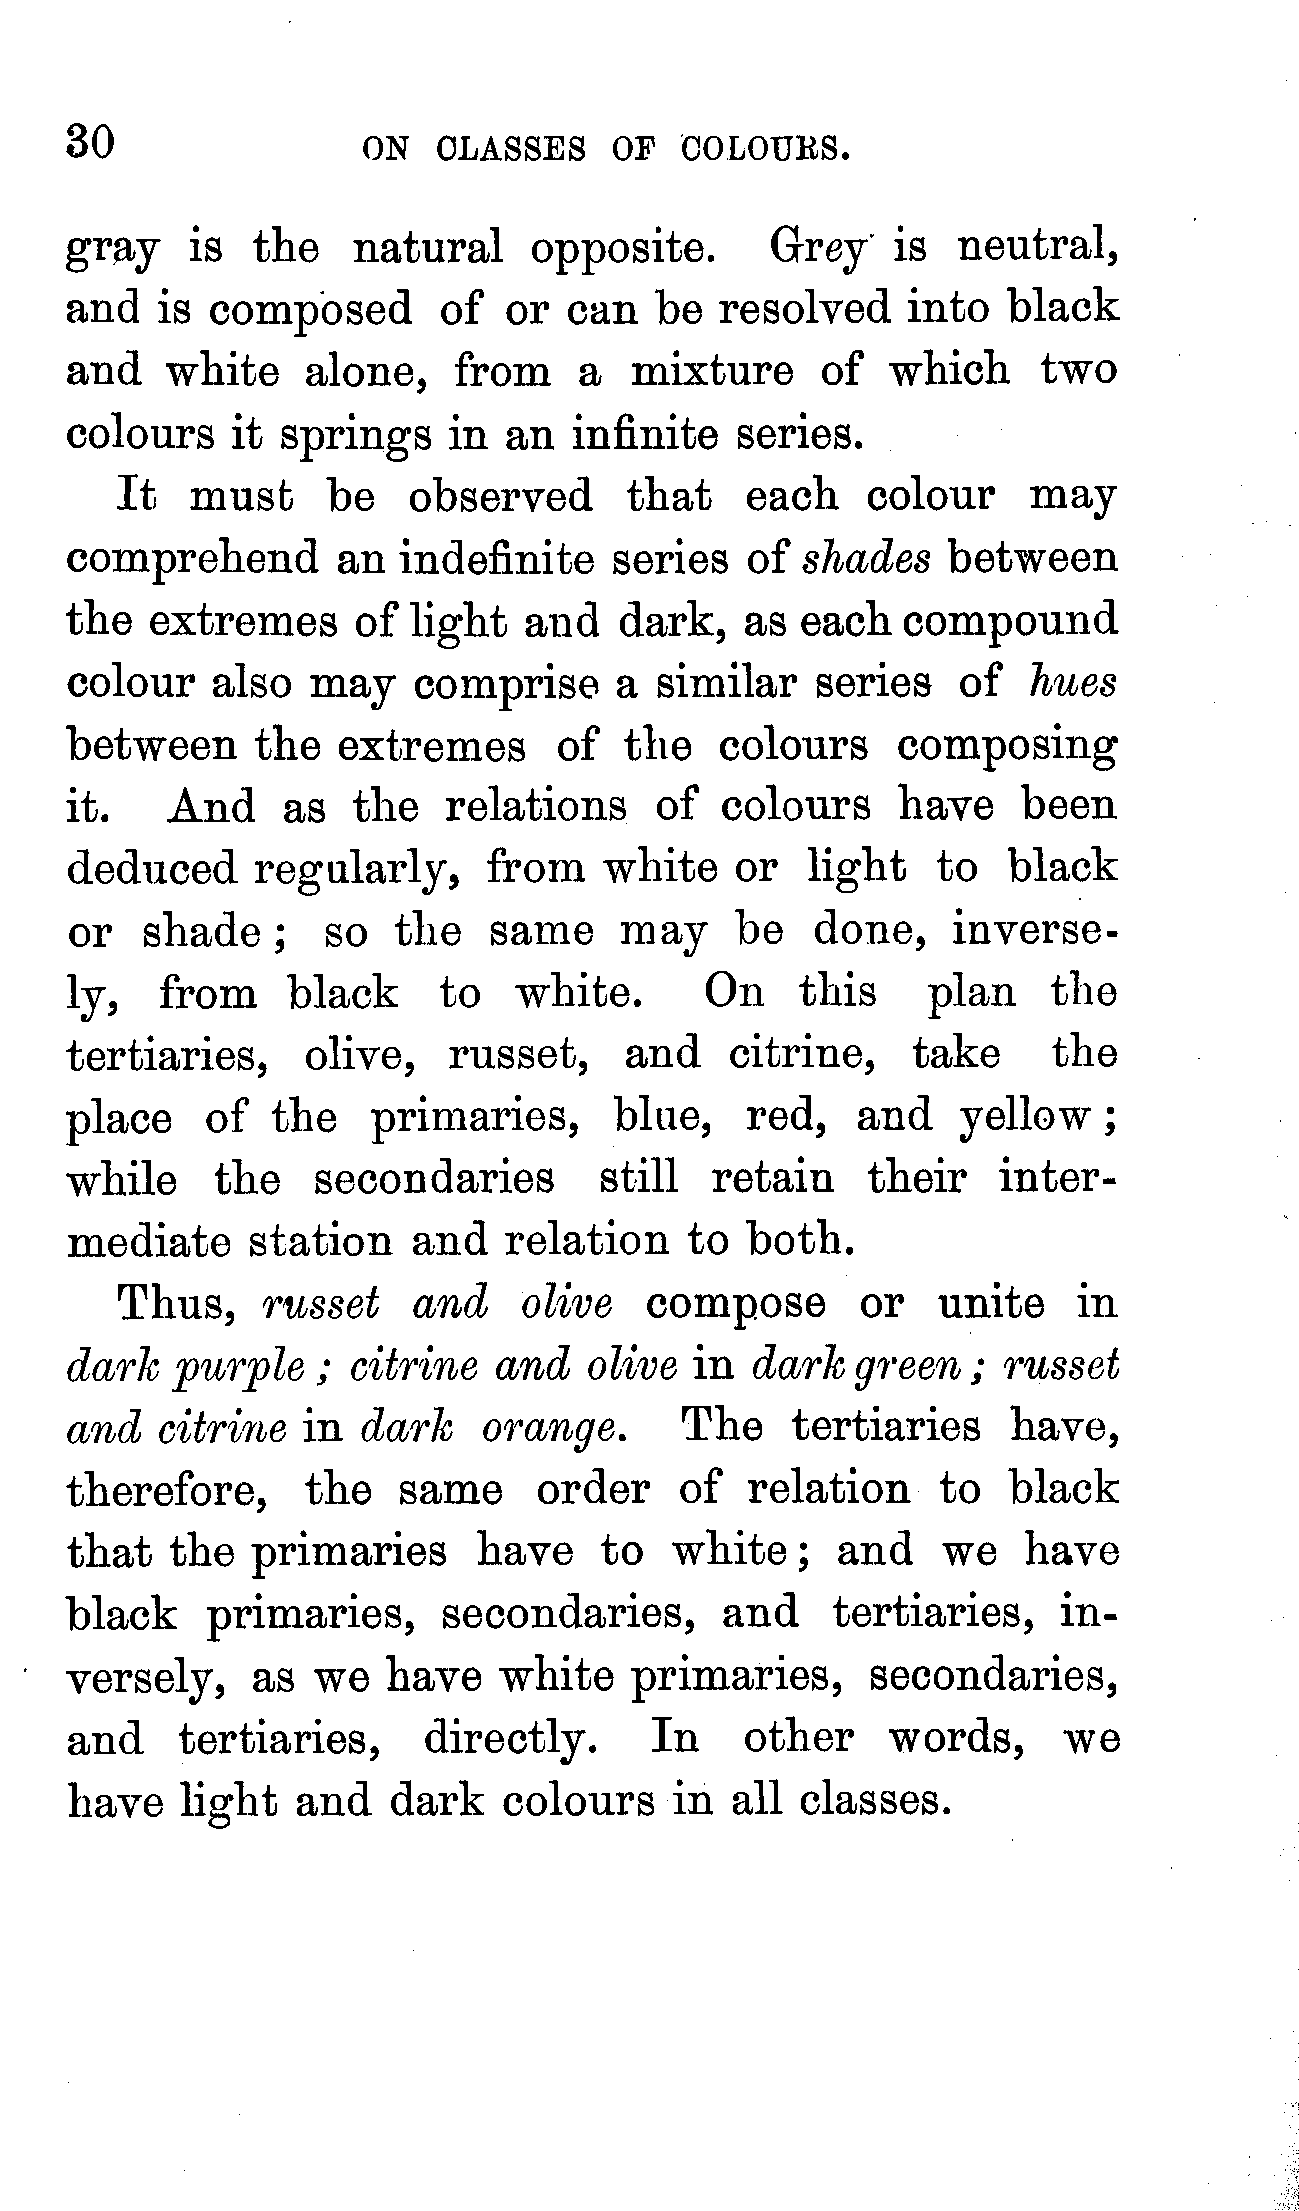 30 ON CLASSES OF COLOURS.
gray is the natural opposite. Grey is neutral,
and is composed of or can be resolved into black
and white alone, from a mixture of which two
colours it springs in an infinite series.
It must be observed that each colour may
comprehend an indefinite series of shades between
the extremes of light and dark, as each compound
colour also may comprise a similar series of hues
between the extremes of the colours composing
it. And as the relations of colours have been
deduced regularly, from white or light to black
or shade; so the same may be done, inverse-
ly, from black to white. On this plan the
tertiaries, olive, russet, and citrine, take the
place of the primaries, blue, red, and yellow;
while the secondaries still retain their inter-
mediate station and relation to both.
Thus, russet and olive compose or unite in
dark purple; citrine and olive in dark green; russet
and citrine in dark orange. The tertiaries have,
therefore, the same order of relation to black
that the primaries have to white; and we have
black primaries, secondaries, and tertiaries, in-
versely, as we have white primaries, secondaries,
and tertiaries, directly. In other words, we
have light and dark colours in all classes.